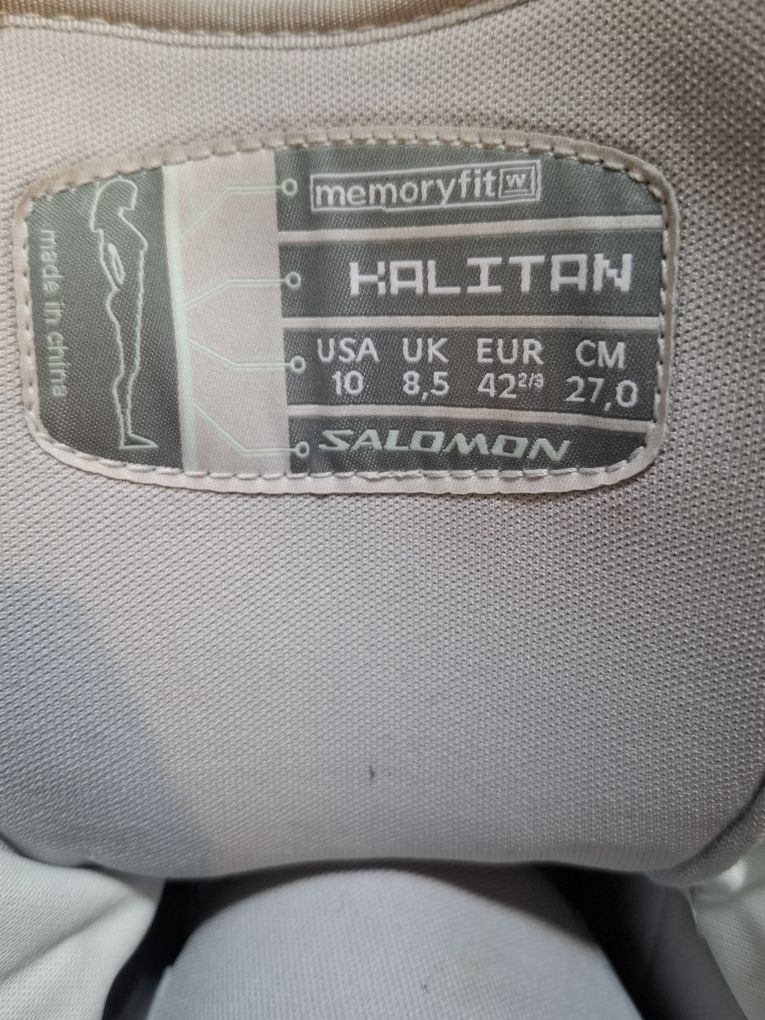 memoryfit w
KALITAN
USA UK EUR CM
10 8,5 42 2/3 27,0
SALOMON
made in china